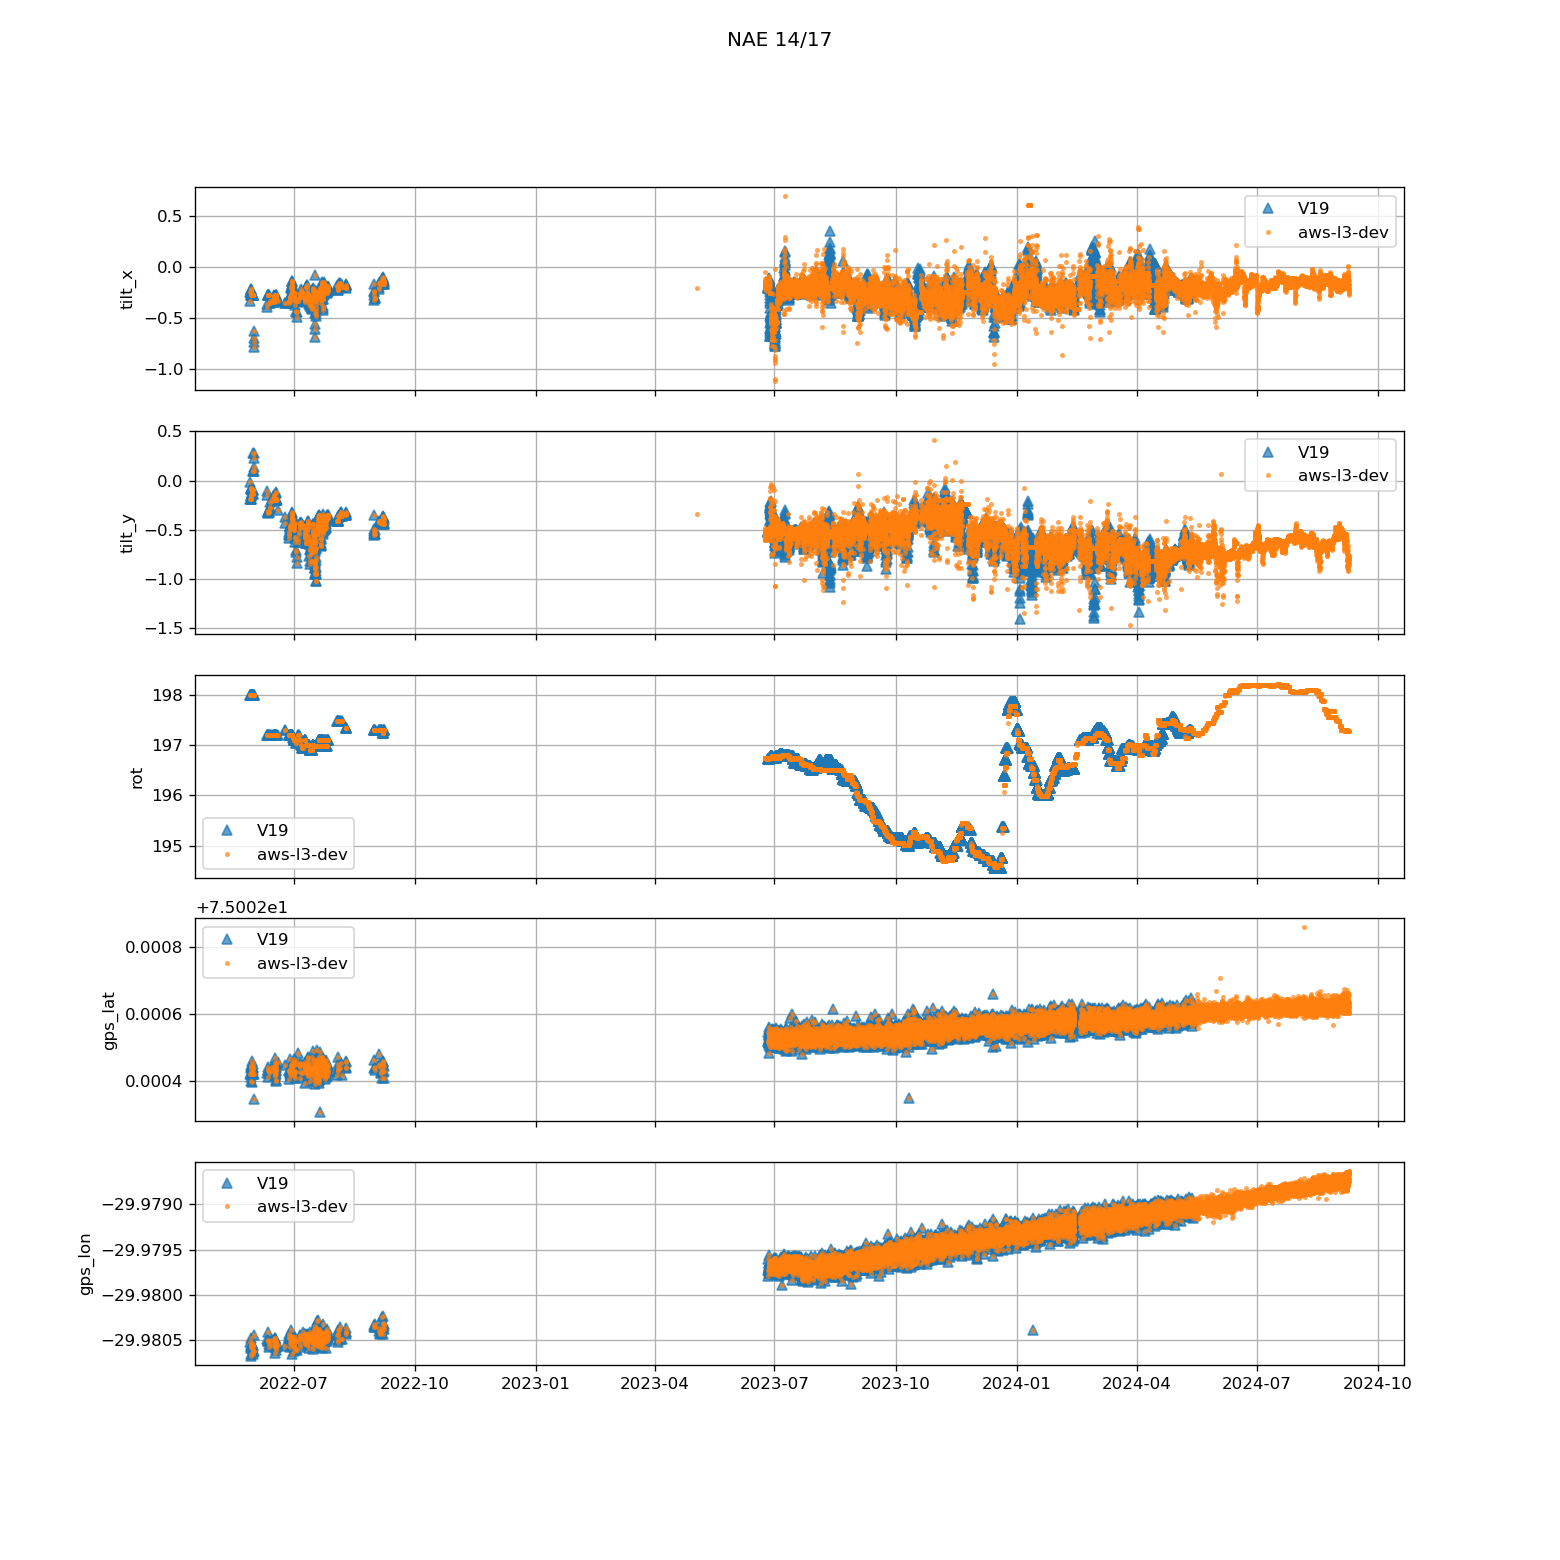 NAE 14/17
tilt_x
0.5
0.0
−0.5
−1.0
V19
aws-l3-dev
tilt_y
0.5
0.0
−0.5
−1.0
−1.5
V19
aws-l3-dev
rot
198
197
196
195
V19
aws-l3-dev
+7.5002e1
gps_lat
0.0008
0.0006
0.0004
V19
aws-l3-dev
gps_lon
−29.9790
−29.9795
−29.9800
−29.9805
V19
aws-l3-dev
2022-07 2022-10 2023-01 2023-04 2023-07 2023-10 2024-01 2024-04 2024-07 2024-10